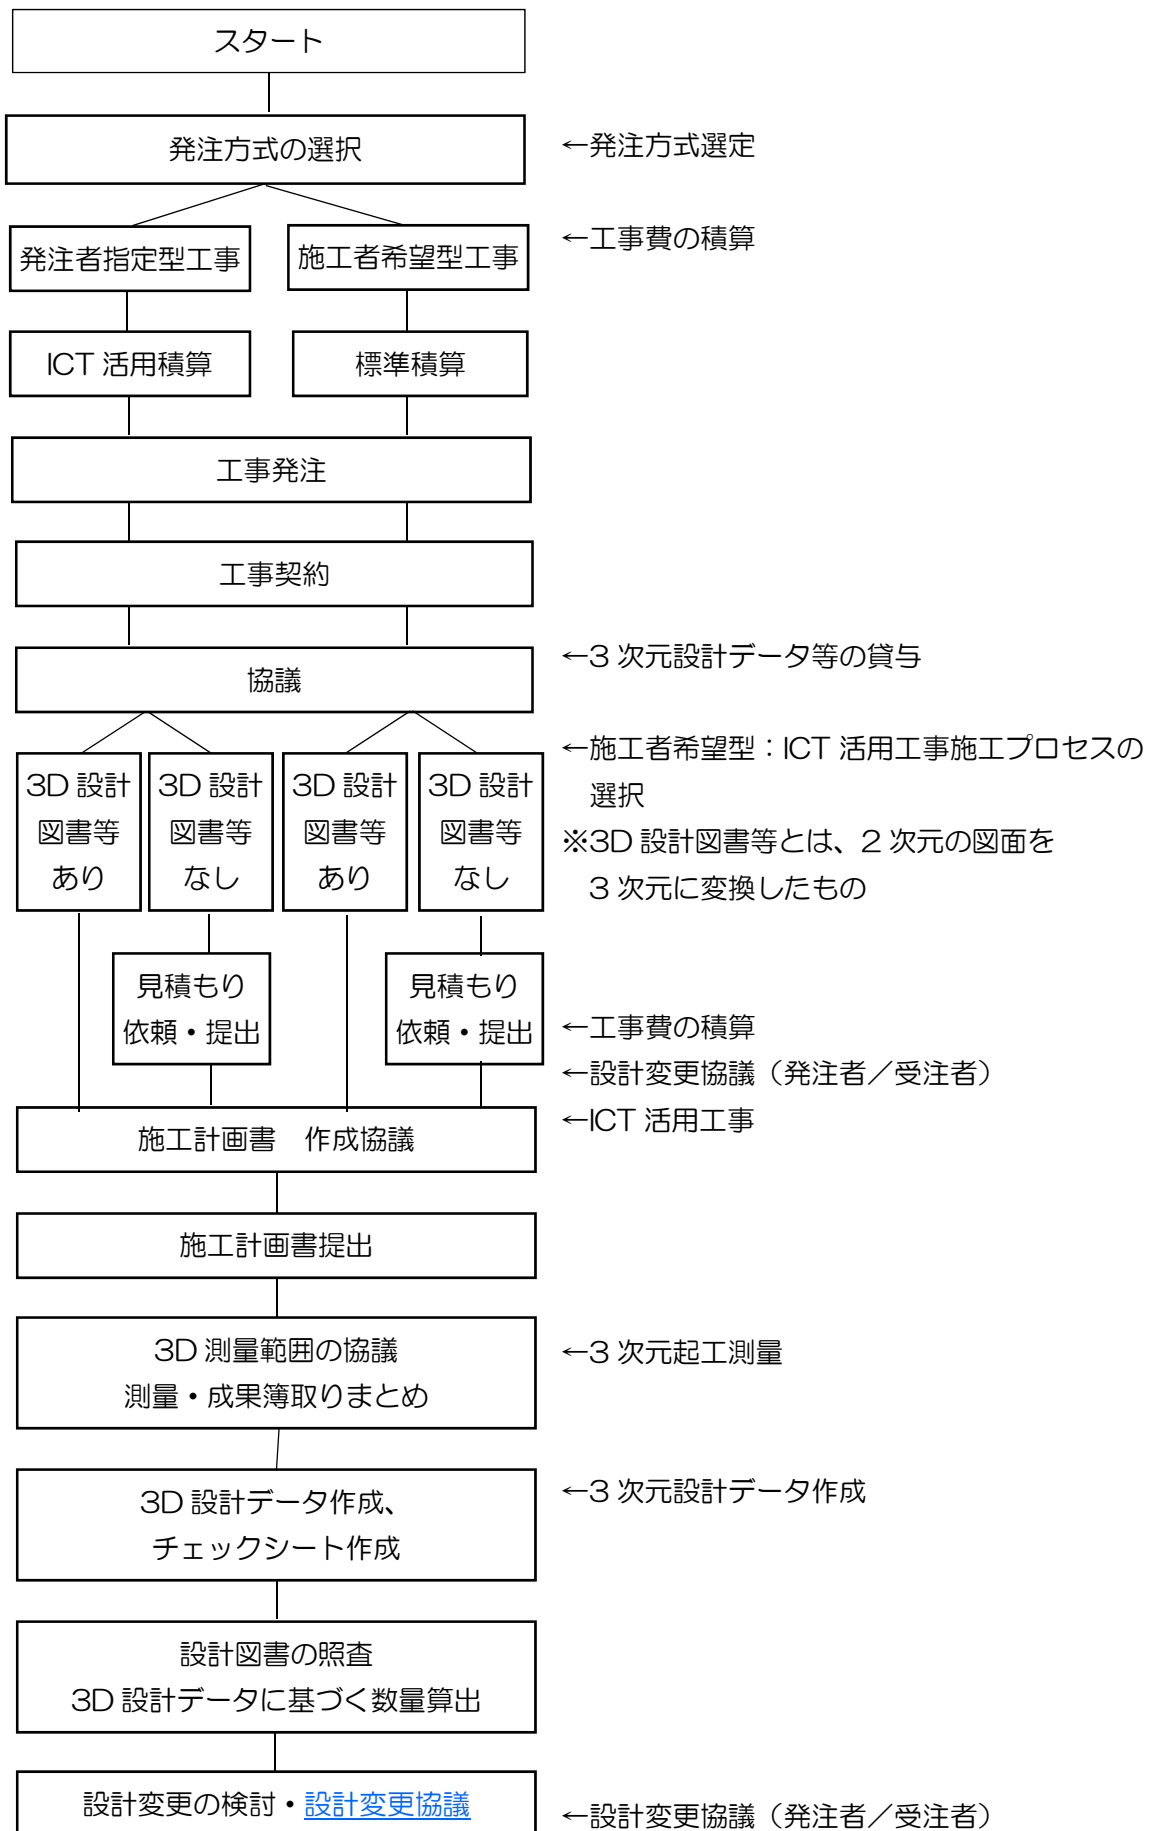 スタート
発注方式の選択
←発注方式選定
発注者指定型工事
施工者希望型工事
←工事費の積算
ICT 活用積算
標準積算
工事発注
工事契約
協議
←3 次元設計データ等の貸与
3D 設計
図書等
あり
3D 設計
図書等
なし
3D 設計
図書等
あり
3D 設計
図書等
なし
←施工者希望型：ICT 活用工事施工プロセスの
選択
※3D 設計図書等とは、2 次元の図面を
3 次元に変換したもの
見積もり
依頼・提出
見積もり
依頼・提出
←工事費の積算
←設計変更協議（発注者／受注者）
←ICT 活用工事
施工計画書　作成協議
施工計画書提出
3D 測量範囲の協議
測量・成果簿取りまとめ
←3 次元起工測量
3D 設計データ作成、
チェックシート作成
←3 次元設計データ作成
設計図書の照査
3D 設計データに基づく数量算出
設計変更の検討・設計変更協議
←設計変更協議（発注者／受注者）